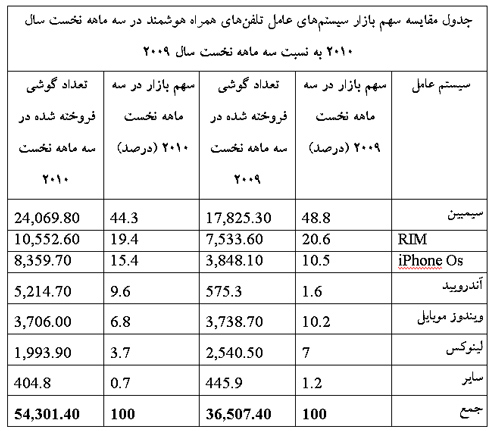 جدول مقایسه سهم بازار سیستم‌های عامل تلفن‌های همراه هوشمند در سه ماهه نخست سال
۲۰۱۰ به نسبت سه ماهه نخست سال ۲۰۰۹
سیستم عامل
سهم بازار در سه
ماهه نخست
۲۰۰۹ (درصد)
تعداد گوشی
فروخته شده در
سه ماهه نخست
۲۰۰۹
سهم بازار در سه
ماهه نخست
۲۰۱۰ (درصد)
تعداد گوشی
فروخته شده در
سه ماهه نخست
۲۰۱۰
سیمبین 48.8 17,825.30 44.3 24,069.80
RIM 20.6 7,533.60 19.4 10,552.60
iPhone Os 10.5 3,848.10 15.4 8,359.70
آندرویید 1.6 575.3 9.6 5,214.70
ویندوز موبایل 10.2 3,738.70 6.8 3,706.00
لینوکس 7 2,540.50 3.7 1,993.90
سایر 1.2 445.9 0.7 404.8
جمع 100 36,507.40 100 54,301.40